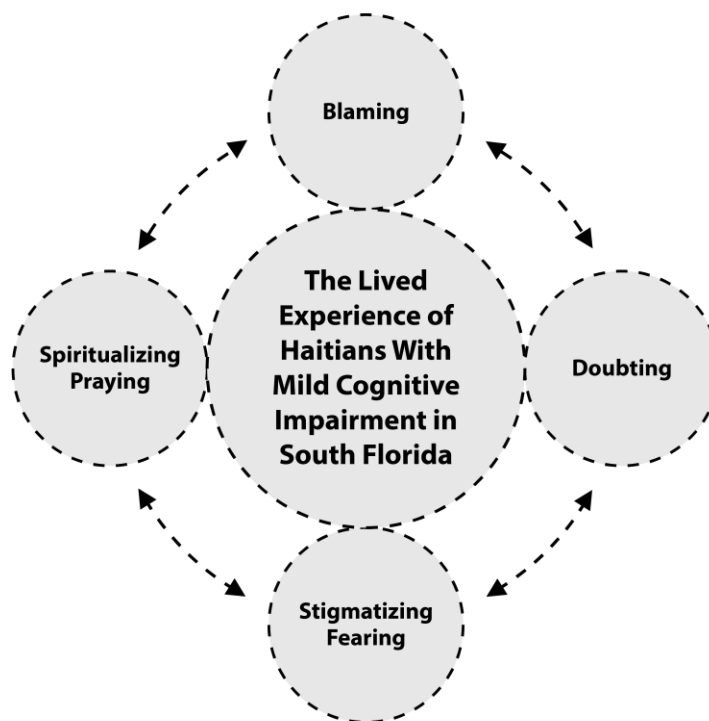 Blaming
Spiritualizing
Praying
The Lived
Experience of
Haitians With
Mild Cognitive
Impairment in
South Florida
Doubting
Stigmatizing
Fearing